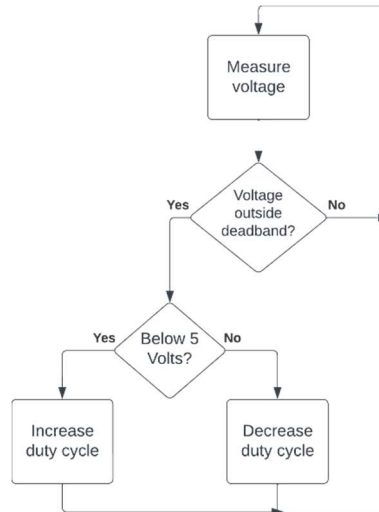 Measure
voltage
Voltage
outside
deadband?
Yes
No
Below 5
Volts?
Yes
No
Increase
duty cycle
Decrease
duty cycle